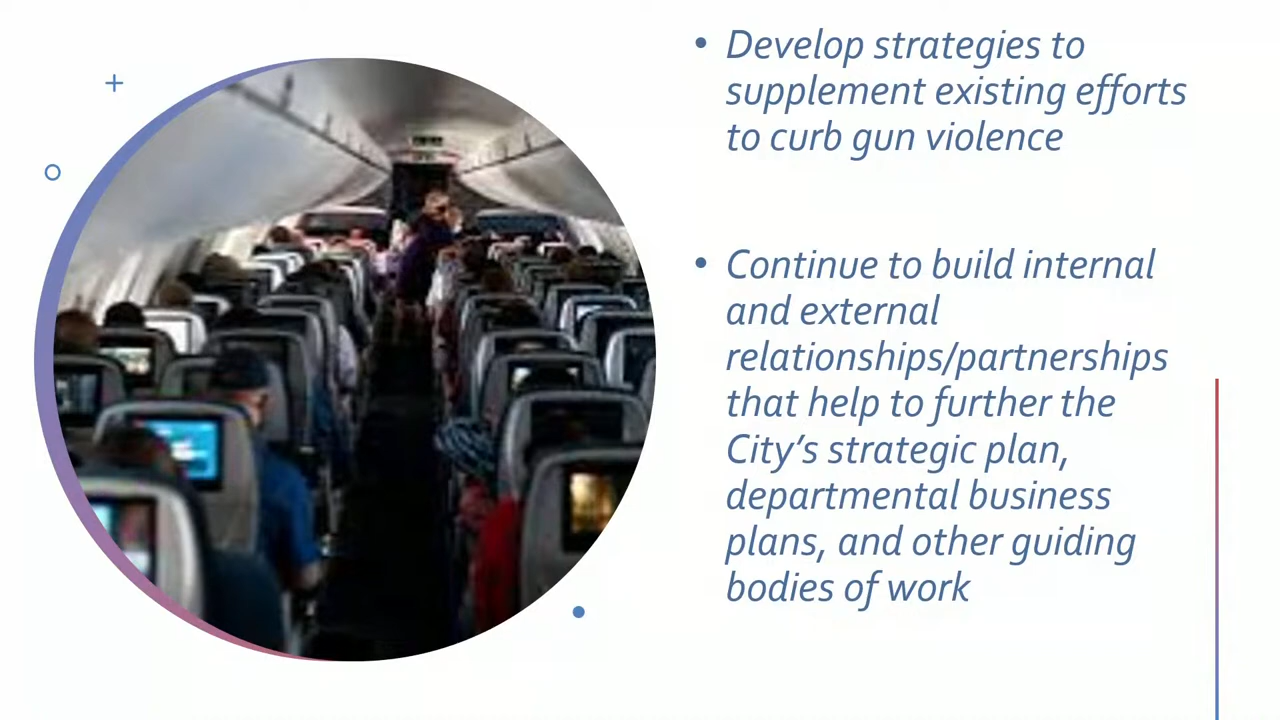 • Develop strategies to
supplement existing efforts
to curb gun violence
• Continue to build internal
and external
relationships/partnerships
that help to further the
City’s strategic plan,
departmental business
plans, and other guiding
bodies of work